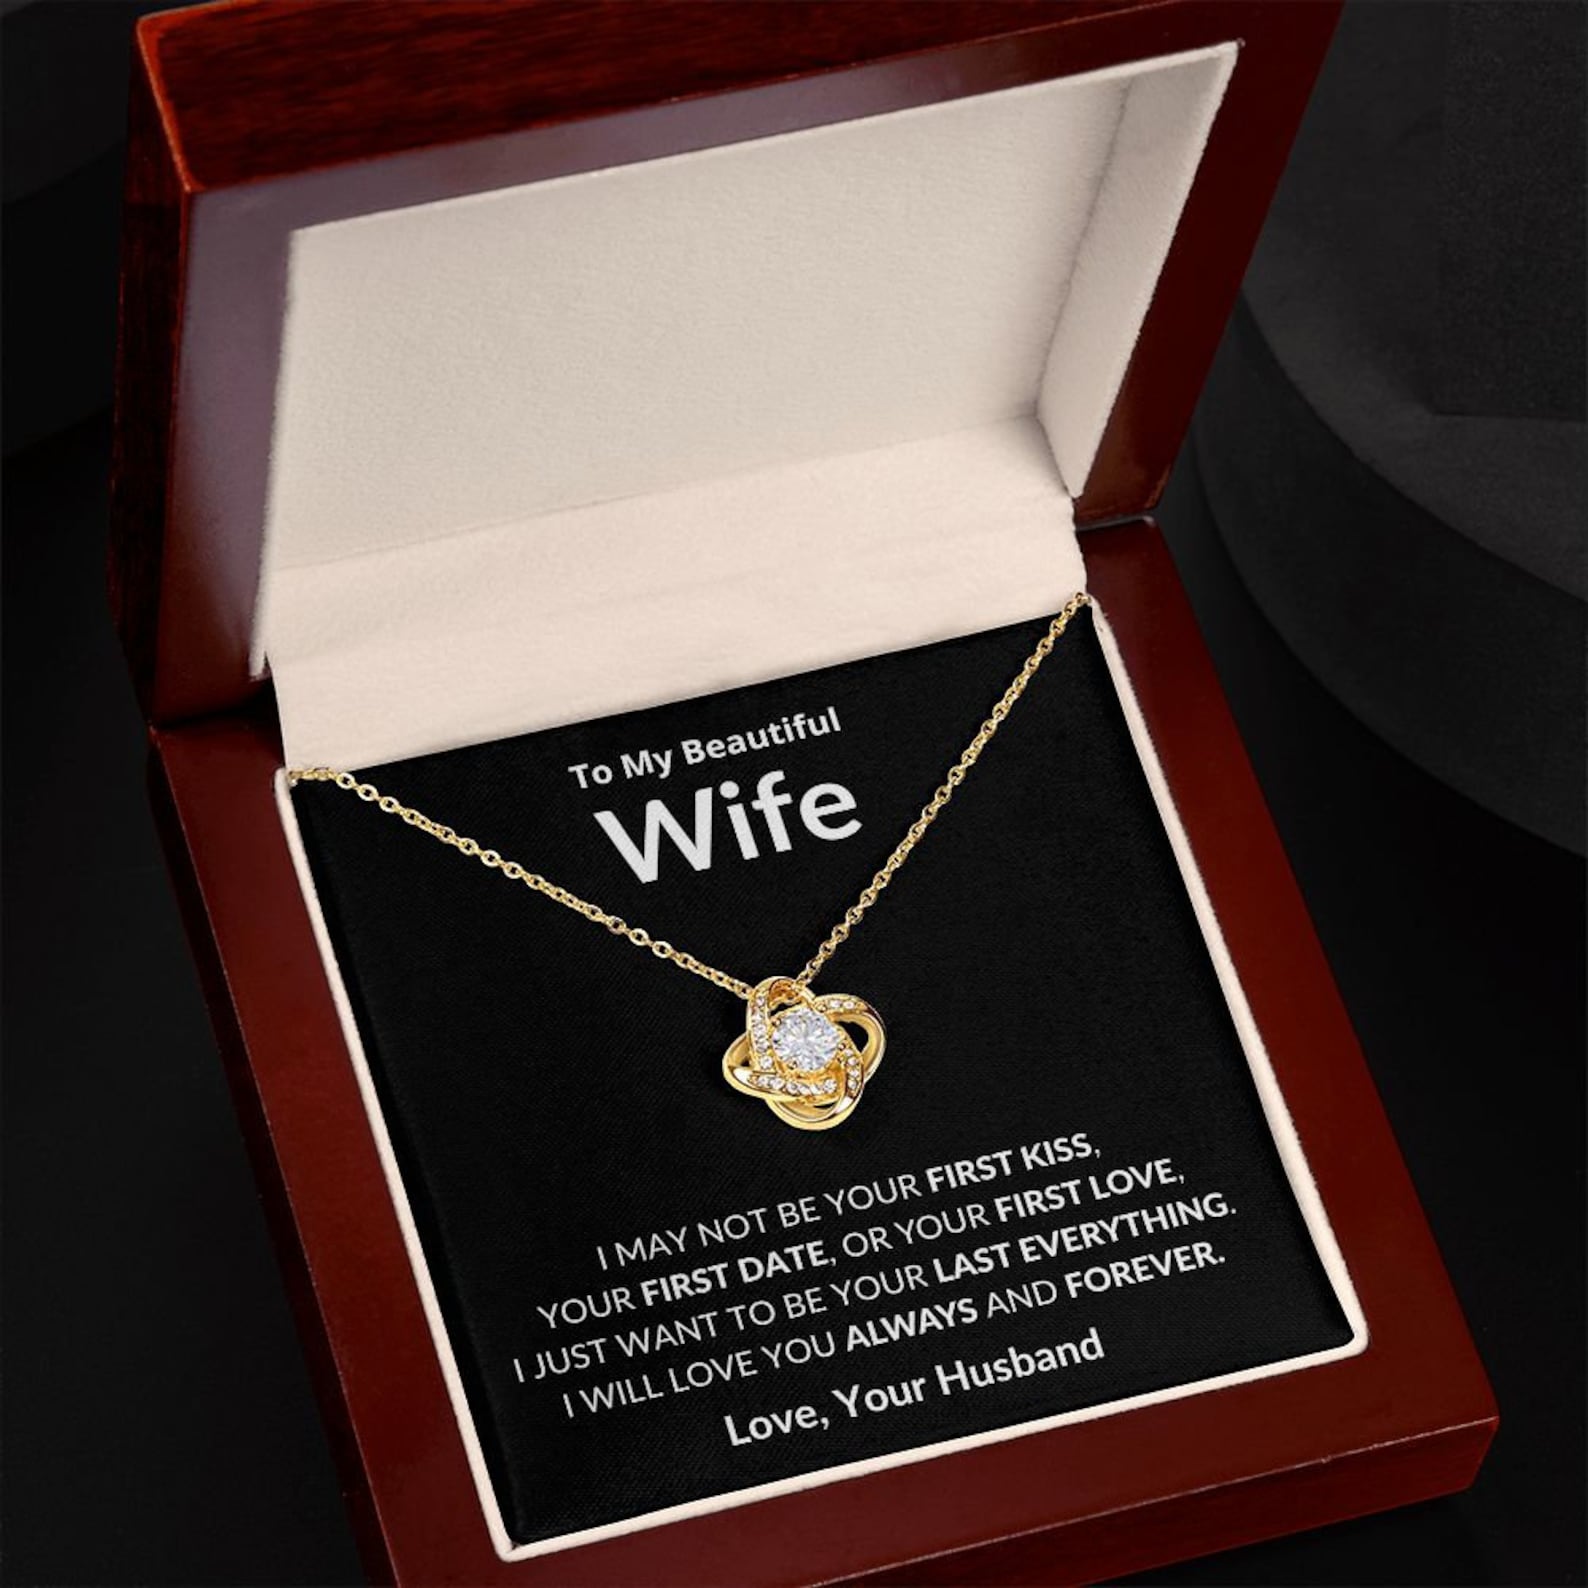 To My Beautiful
Wife
I MAY NOT BE YOUR FIRST KISS,
YOUR FIRST DATE, OR YOUR FIRST LOVE,
I JUST WANT TO BE YOUR LAST EVERYTHING.
I WILL LOVE YOU ALWAYS AND FOREVER.
Love, Your Husband